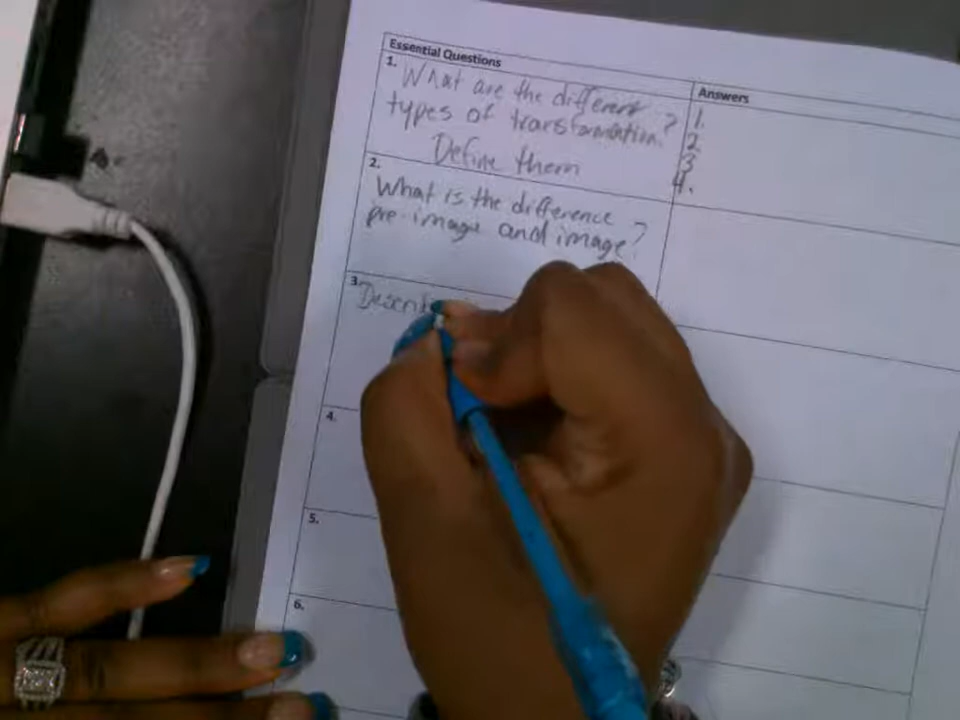 Essential Questions
Answers
1. What are the different
types of transformation?
Define them
1.
2.
3
4.
2.
What is the difference
pre-image and image?
3.
4.
5.
6.